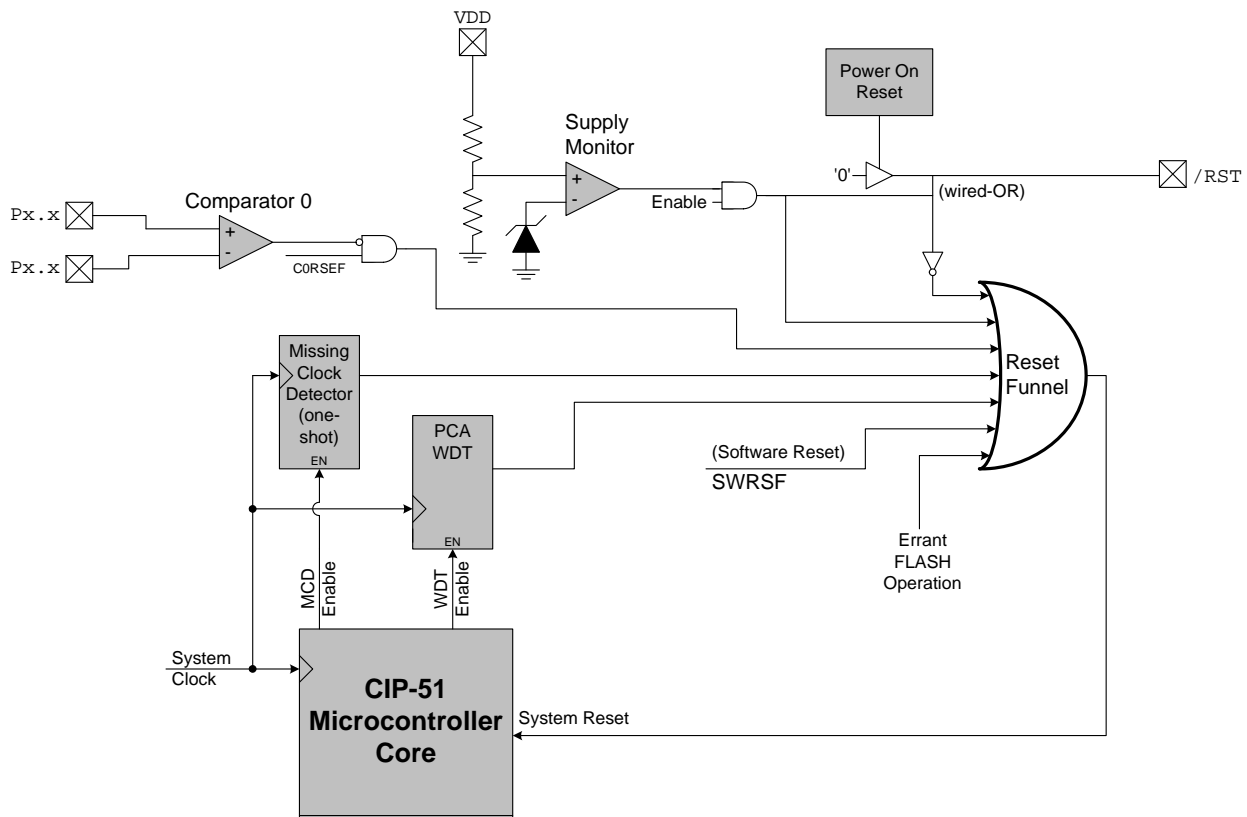 VDD
Power On
Reset
Supply
Monitor
+
-
Enable
'0'
(wired-OR)
/RST
Comparator 0
Px.x
Px.x
+
-
C0RSEF
Missing
Clock
Detector
(one-
shot)
EN
PCA
WDT
EN
Reset
Funnel
(Software Reset)
SWRSF
Errant
FLASH
Operation
MCD
Enable
WDT
Enable
System
Clock
CIP-51
Microcontroller
Core
System Reset